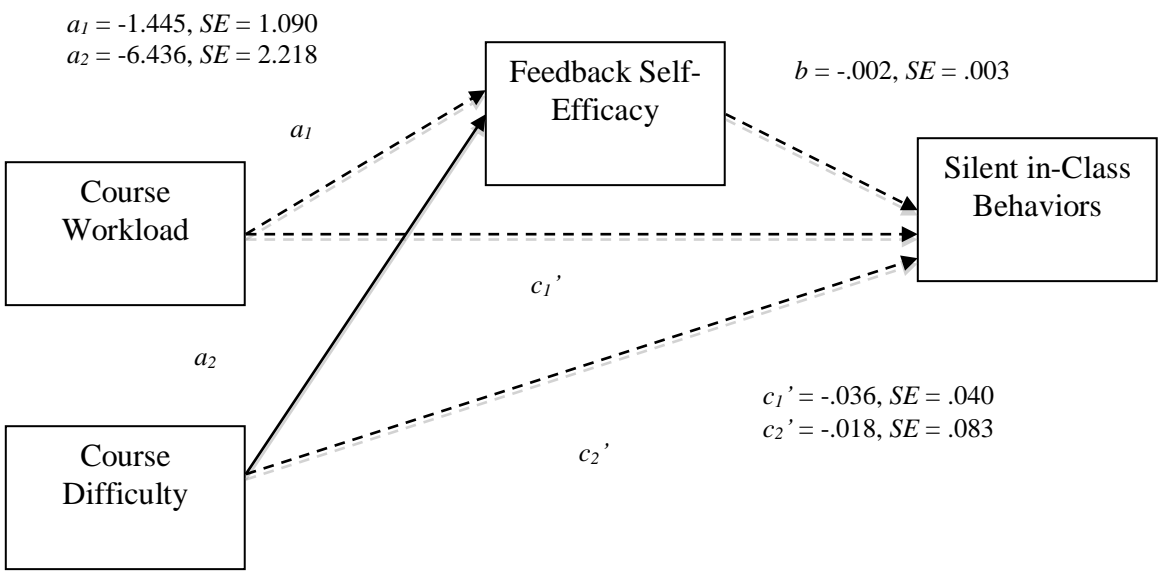 a1 = -1.445, SE = 1.090
a2 = -6.436, SE = 2.218
Feedback Self-
Efficacy
b = -.002, SE = .003
a1
Course
Workload
Silent in-Class
Behaviors
c1’
a2
c1’ = -.036, SE = .040
c2’ = -.018, SE = .083
Course
Difficulty
c2’